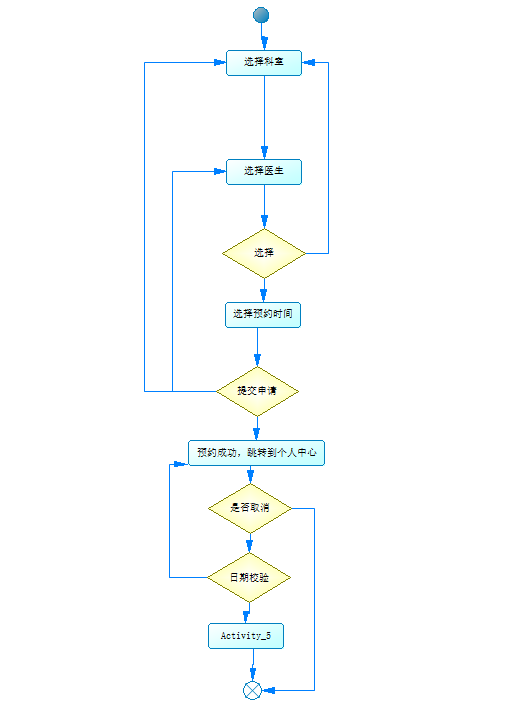 选择科室
选择医生
选择
选择预约时间
提交申请
预约成功，跳转到个人中心
是否取消
日期校验
Activity_5